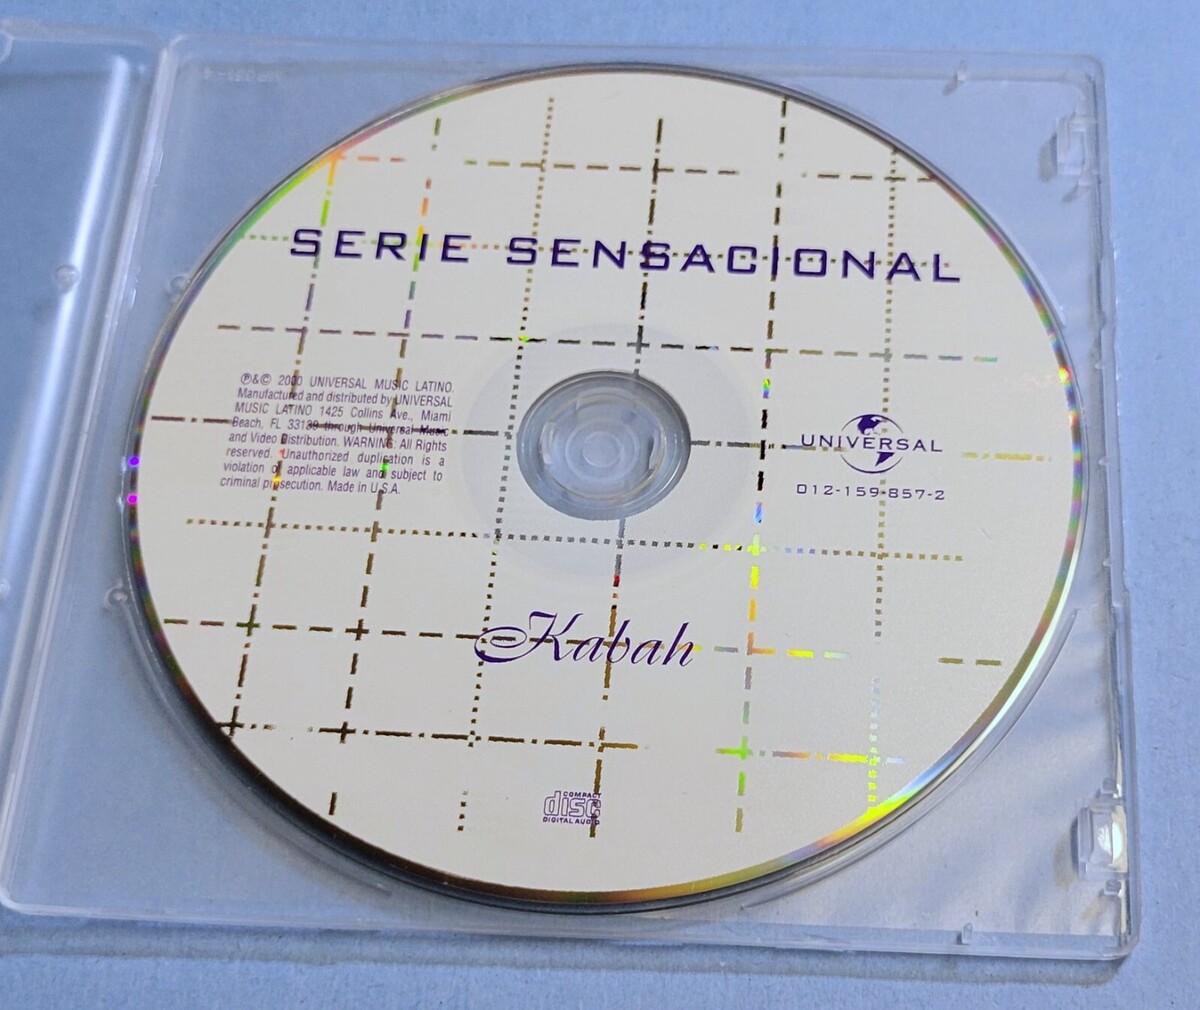 SERIE SENSACIONAL
℗&© 2000 UNIVERSAL MUSIC LATINO.
Manufactured and distributed by UNIVERSAL
MUSIC LATINO 1425 Collins Ave., Miami
Beach, FL 33139 through Universal Music
and Video Distribution. WARNING: All Rights
reserved. Unauthorized duplication is a
violation of applicable law and subject to
criminal prosecution. Made in U.S.A.
UNIVERSAL
012-159-857-2
Kabah
COMPACT
disc
DIGITAL AUDIO